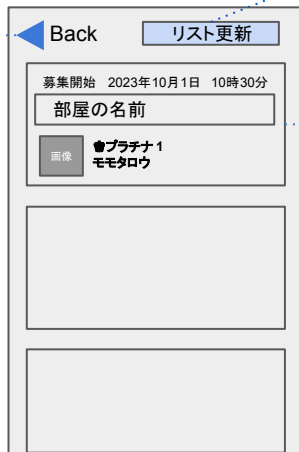 Back
リスト更新
募集開始 2023年10月1日 10時30分
部屋の名前
画像
プラチナ1
モモタロウ